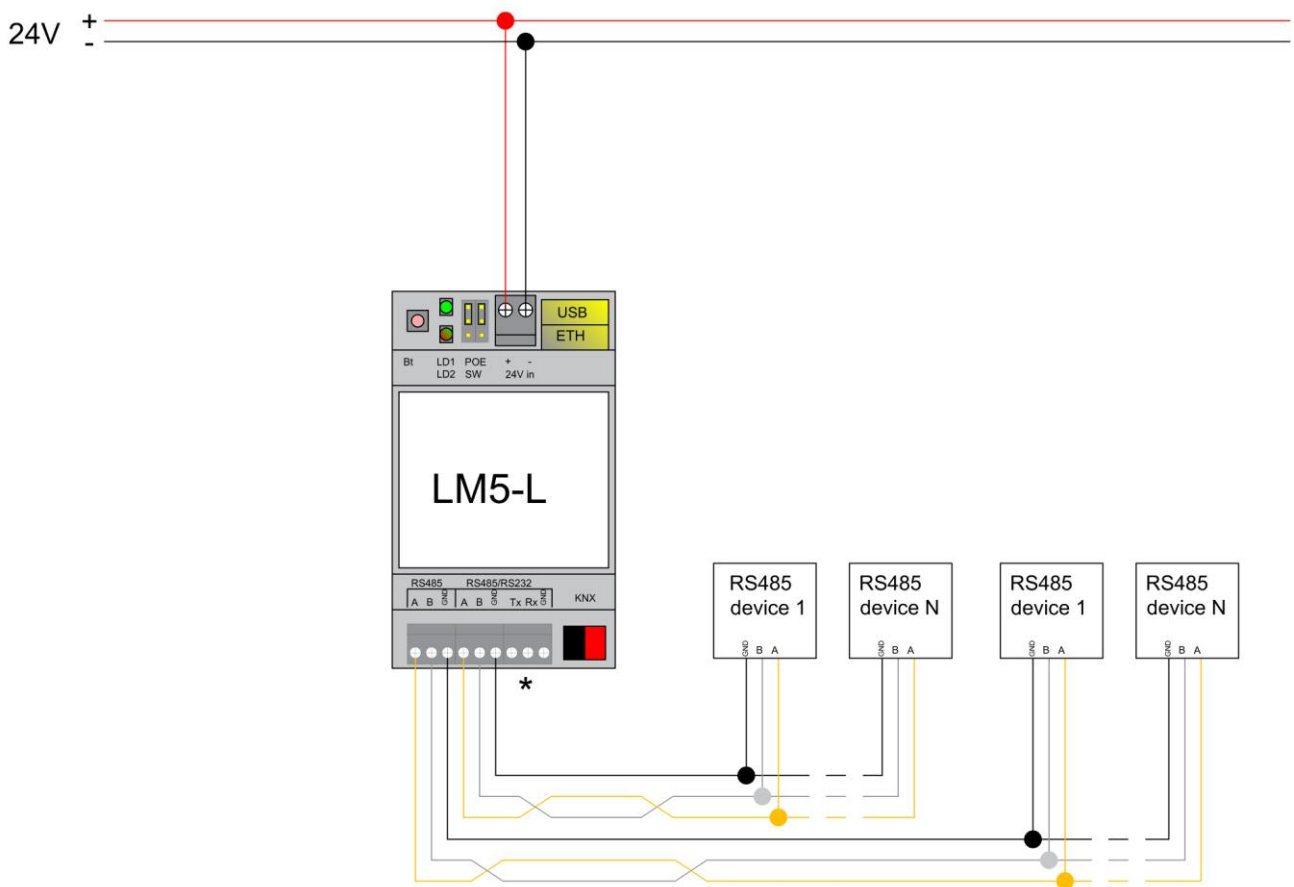 24V + -
USB
ETH
Bt LD1 POE + -
LD2 SW 24V in
LM5-L
RS485 RS485/RS232
A B GND A B GND Tx Rx GND KNX
*
RS485 device 1
GND B A
RS485 device N
GND B A
RS485 device 1
GND B A
RS485 device N
GND B A